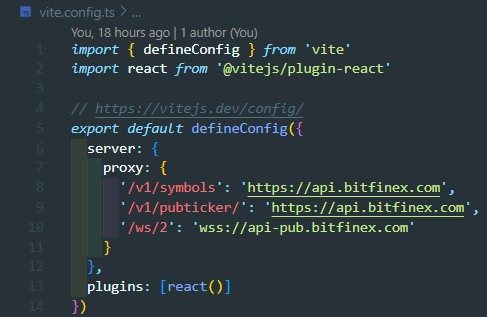 vite.config.ts > ...
You, 18 hours ago | 1 author (You)
1 import { defineConfig } from 'vite'
2 import react from '@vitejs/plugin-react'
3
4 // https://vitejs.dev/config/
5 export default defineConfig({
6   server: {
7     proxy: {
8       '/v1/symbols': 'https://api.bitfinex.com',
9       '/v1/pubticker/': 'https://api.bitfinex.com',
10       '/ws/2': 'wss://api-pub.bitfinex.com'
11     }
12   },
13   plugins: [react()]
14 })